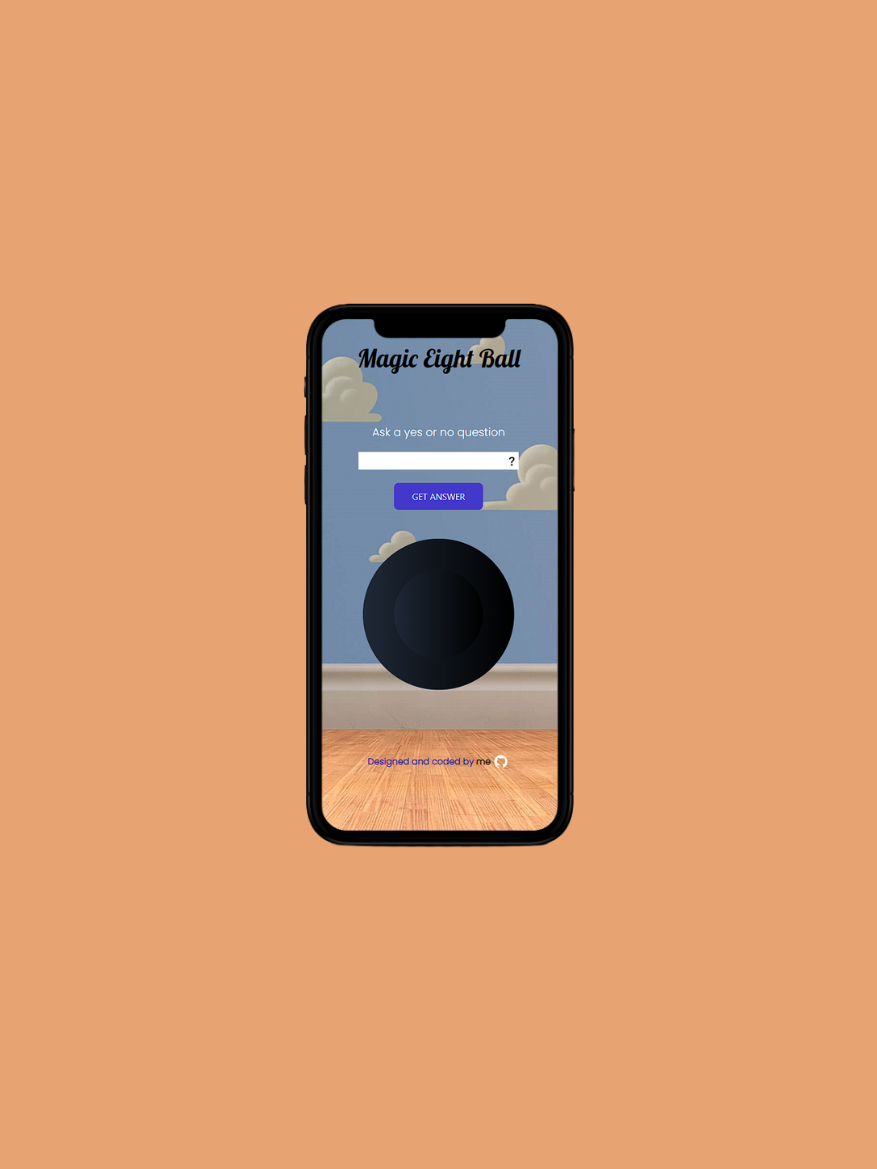 Magic Eight Ball
Ask a yes or no question
?
GET ANSWER
Designed and coded by me